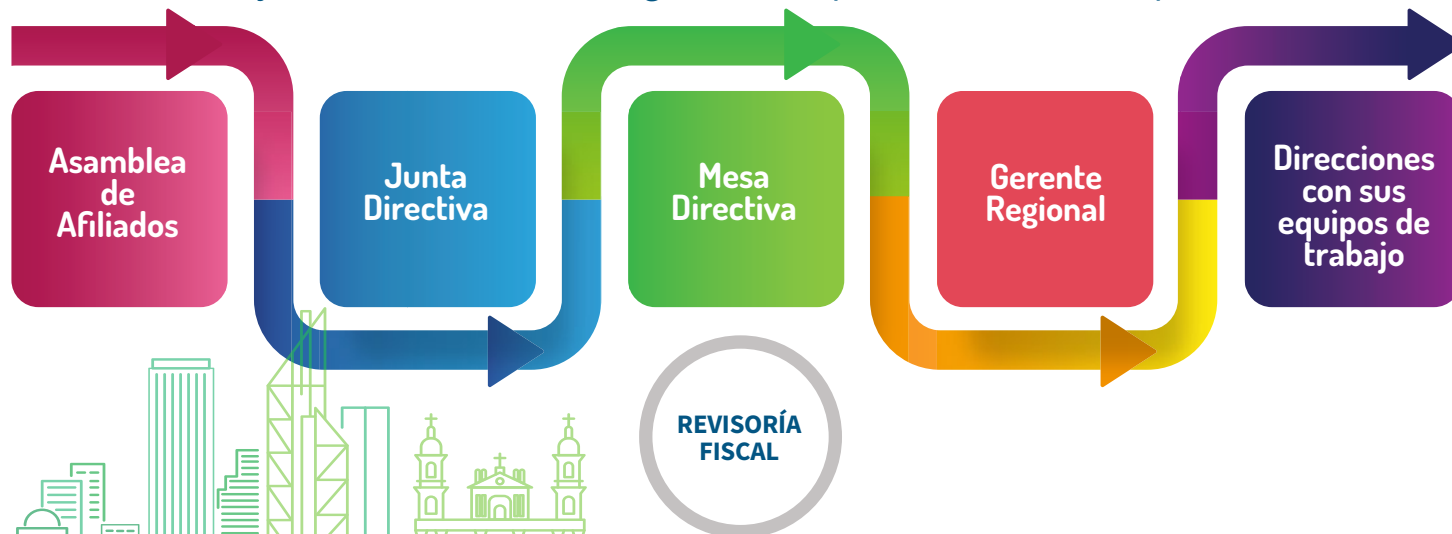 Asamblea
de
Afiliados
Junta
Directiva
Mesa
Directiva
Gerente
Regional
Direcciones
con sus
equipos de
trabajo
REVISORÍA
FISCAL